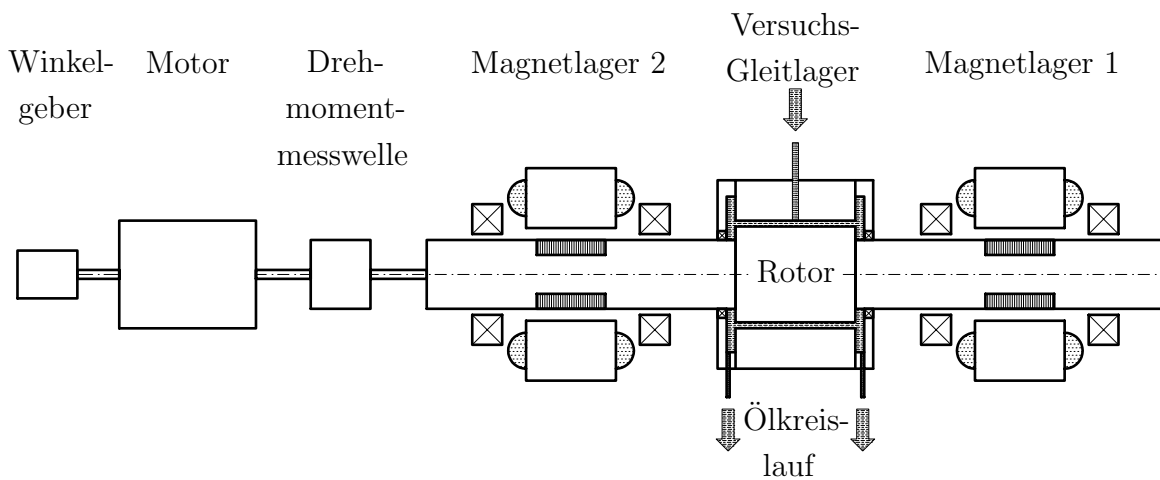 Winkel-
geber
Motor
Dreh-
moment-
messwelle
Magnetlager 2
Versuchs-
Gleitlager
Magnetlager 1
Rotor
Ölkreis-
lauf